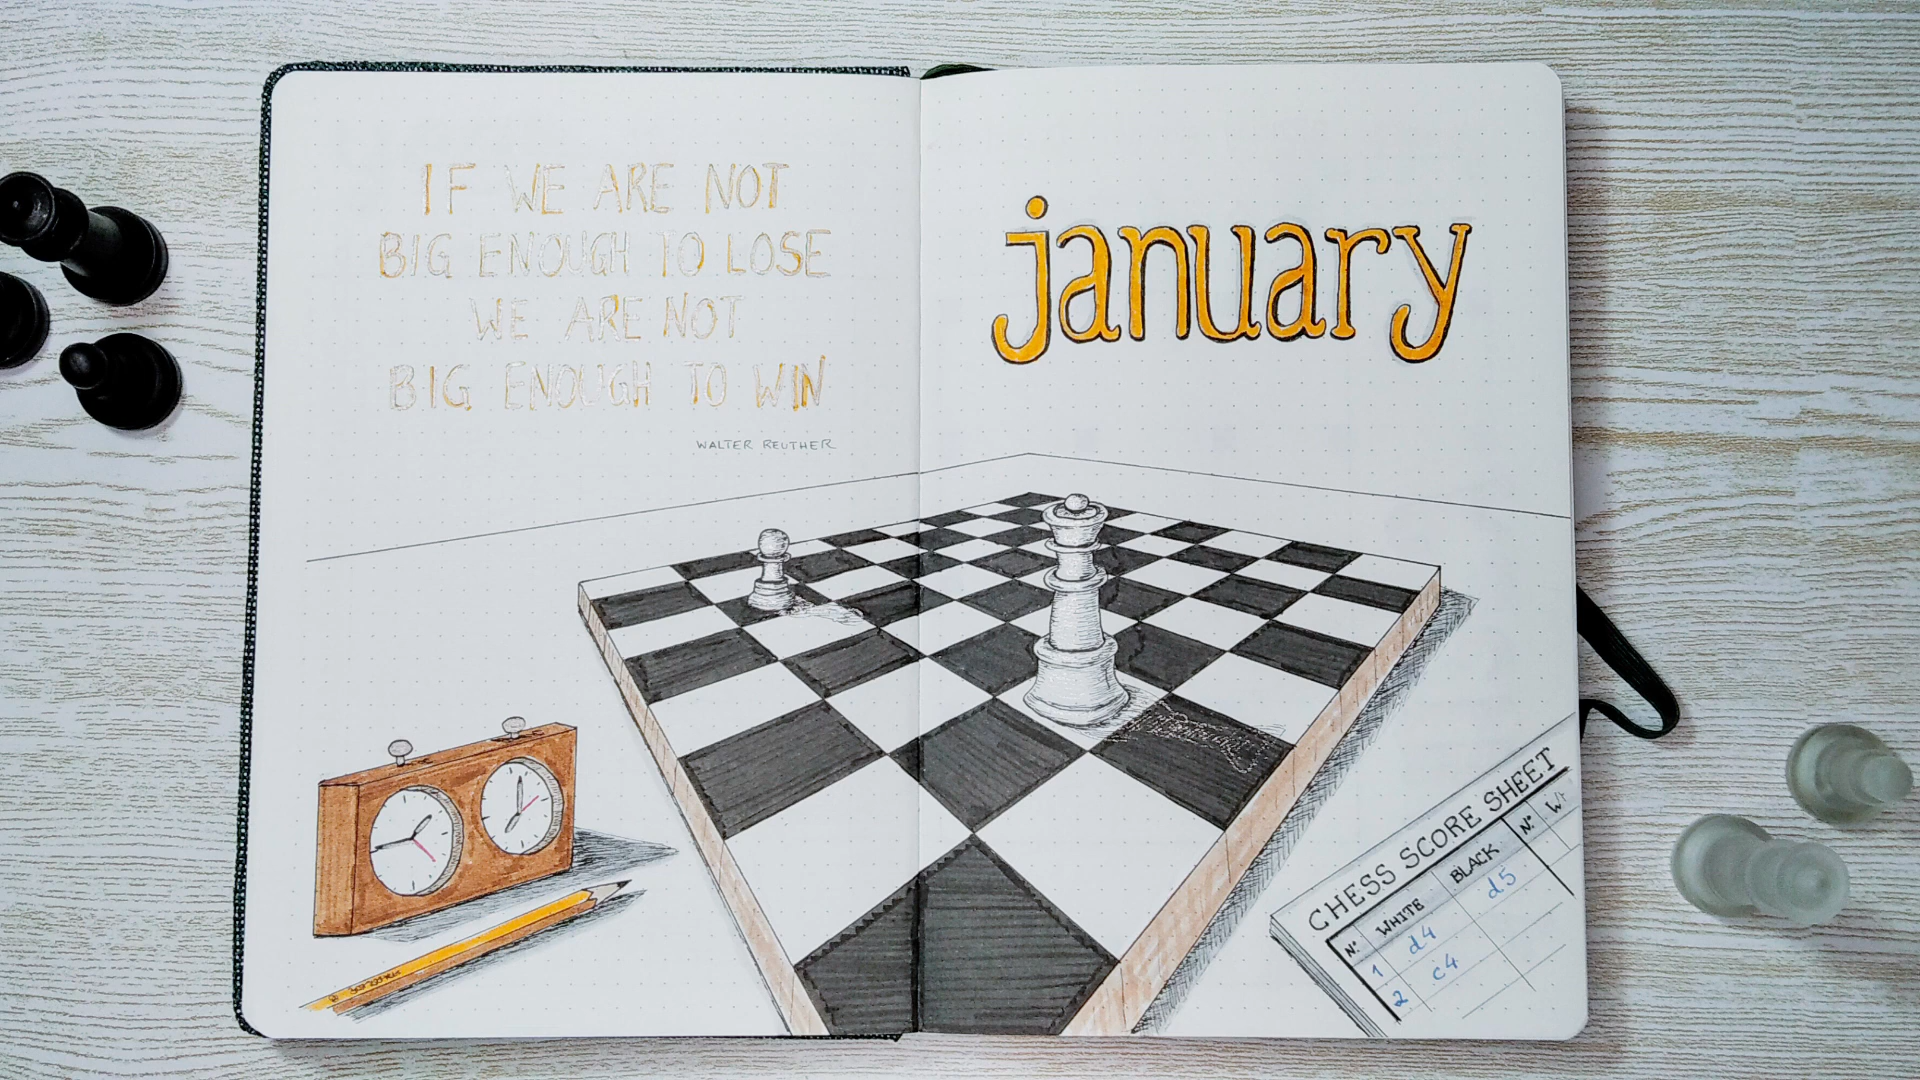 IF WE ARE NOT
BIG ENOUGH TO LOSE
WE ARE NOT
BIG ENOUGH TO WIN
WALTER REUTHER
january
CHESS SCORE SHEET
N° WHITE BLACK N°
1 d4 d5
2 c4